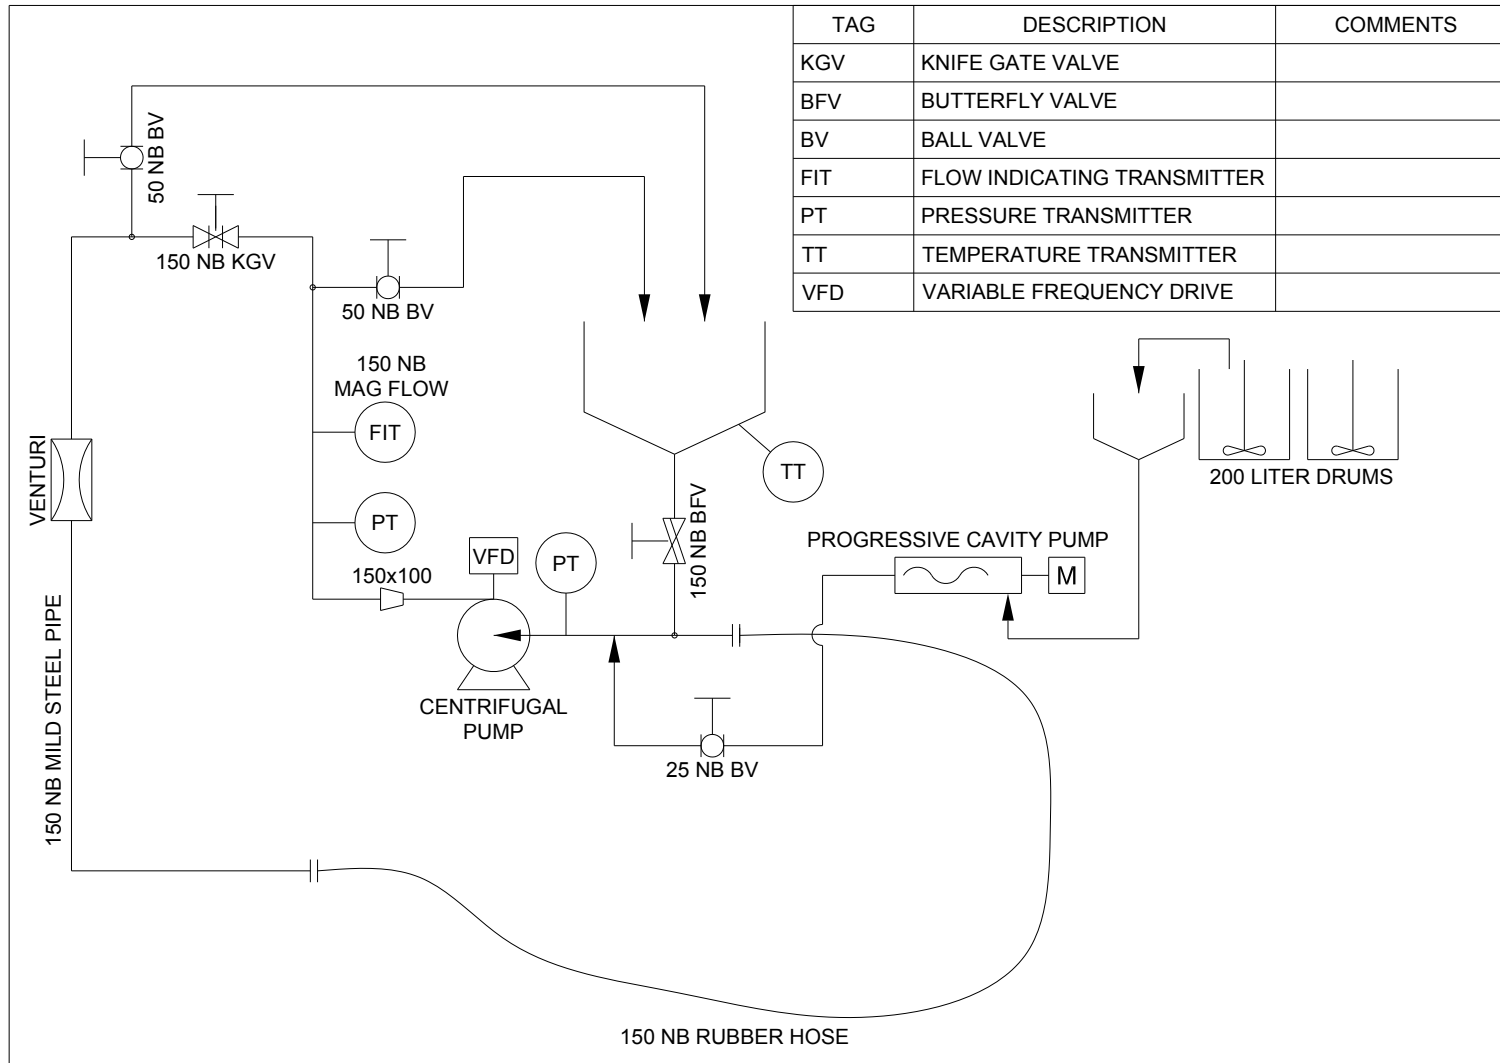 TAG DESCRIPTION COMMENTS
KGV KNIFE GATE VALVE
BFV BUTTERFLY VALVE
BV BALL VALVE
FIT FLOW INDICATING TRANSMITTER
PT PRESSURE TRANSMITTER
TT TEMPERATURE TRANSMITTER
VFD VARIABLE FREQUENCY DRIVE
50 NB BV
150 NB KGV
50 NB BV
150 NB
MAG FLOW
FIT
TT
200 LITER DRUMS
VENTURI
PT
150 NB BFV
PROGRESSIVE CAVITY PUMP
VFD
PT
150x100
M
150 NB MILD STEEL PIPE
CENTRIFUGAL
PUMP
25 NB BV
150 NB RUBBER HOSE